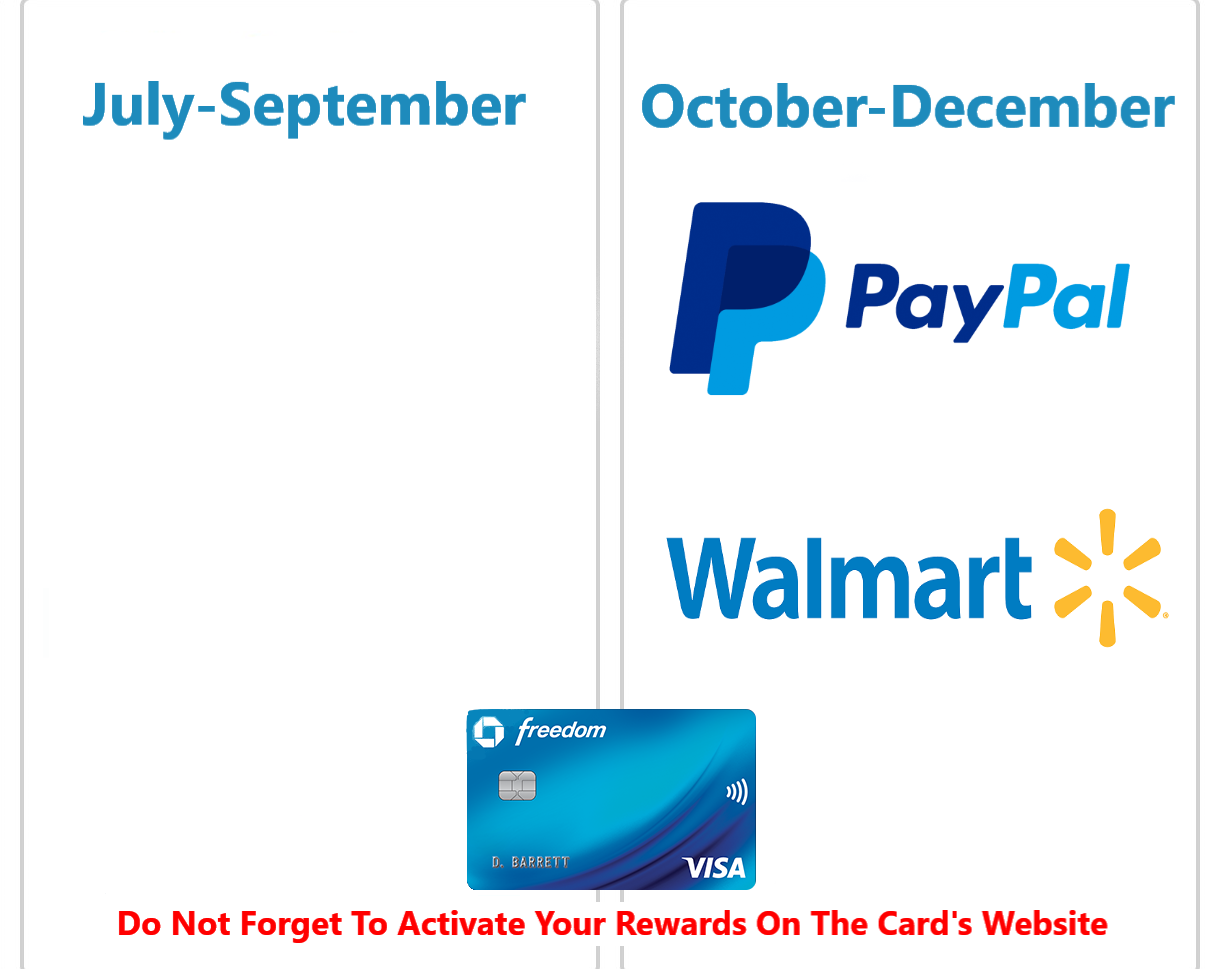 July-September
October-December
PayPal
Walmart
freedom
D. BARRETT
VISA
Do Not Forget To Activate Your Rewards On The Card's Website